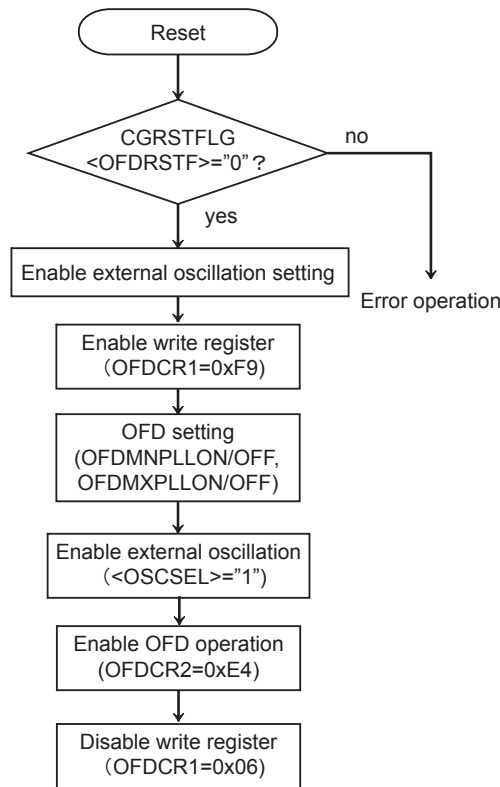 Reset
CGRSTFLG
<OFDRSTF>=”0”？
no
yes
Enable external oscillation setting
Error operation
Enable write register
（OFDCR1=0xF9)
OFD setting
(OFDMNPLLON/OFF,
OFDMXPLLON/OFF)
Enable external oscillation
（<OSCSEL>=”1”)
Enable OFD operation
(OFDCR2=0xE4)
Disable write register
（OFDCR1=0x06)